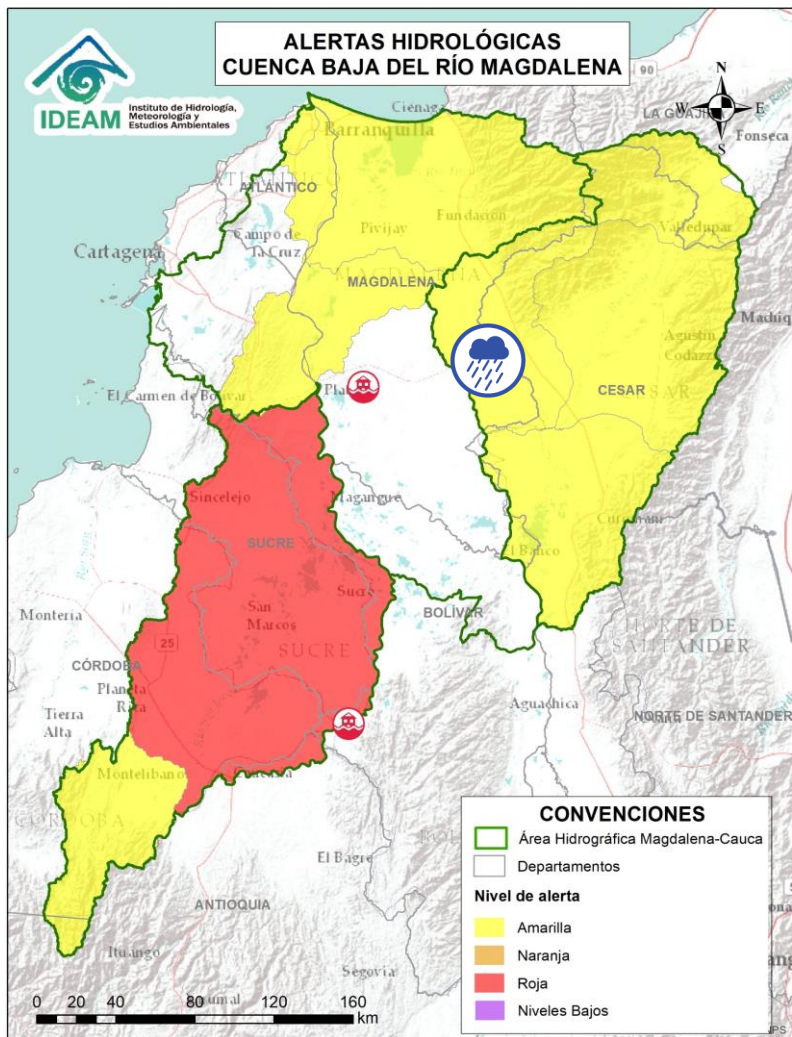 ALERTAS HIDROLÓGICAS
CUENCA BAJA DEL RÍO MAGDALENA
IDEAM
Instituto de Hidrología,
Meteorología y
Estudios Ambientales
90
N
W
E
S
Ciénaga
LA GUAJIRA
Fonseca
Barranquilla
ATLÁNTICO
Pivijay
Fundación
Valledupar
Cartagena
Campo de
la Cruz
MAGDALENA
Agustín
Codazzi
CESAR
El Carmen de Bolívar
Sincelejo
Magangué
SUCRE
Curumaní
El Banco
Sucre
San
Marcos
BOLÍVAR
Montería
SUCRE
NORTE DE
SANTANDER
25
CÓRDOBA
Planeta
Rica
Aguachica
Tierra
Alta
NORTE DE SANTANDER
Montelíbano
CÓRDOBA
El Bagre
ANTIOQUIA
Ituango
Segovia
0 20 40 80 120 160
km
CONVENCIONES
Área Hidrográfica Magdalena-Cauca
Departamentos
Nivel de alerta
Amarilla
Naranja
Roja
Niveles Bajos